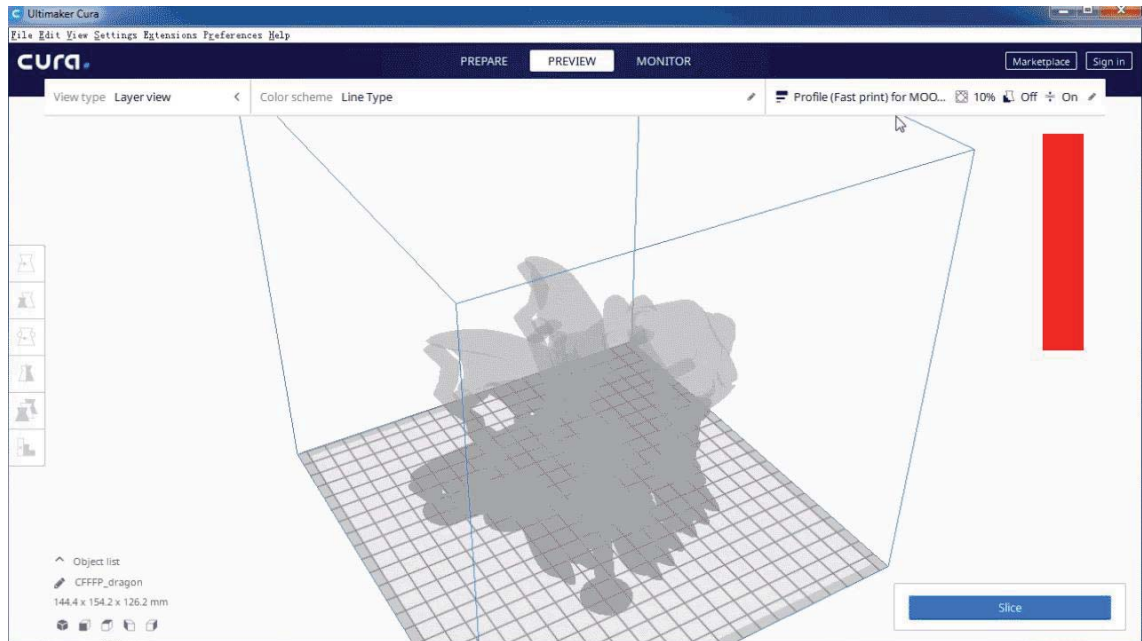 Ultimaker Cura
File Edit View Settings Extensions Preferences Help
cura.
PREPARE PREVIEW MONITOR
Marketplace Sign in
View type Layer view Color scheme Line Type Profile (Fast print) for MOO... 10% Off On
Object list
CFFFP_dragon
144.4 x 154.2 x 126.2 mm
Slice